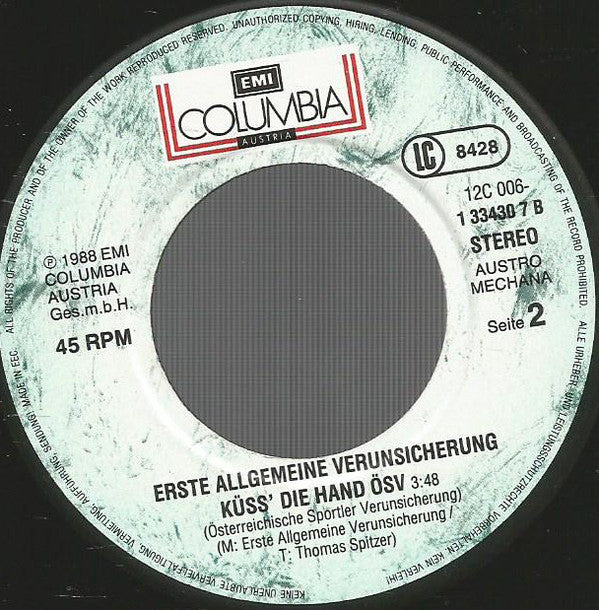 EMI
COLUMBIA
AUSTRIA
LC 8428
12C 006-
1 33430 7 B
STEREO
AUSTRO
MECHANA
Seite 2
℗ 1988 EMI
COLUMBIA
AUSTRIA
Ges.m.b.H.
45 RPM
ERSTE ALLGEMEINE VERUNSICHERUNG
KÜSS' DIE HAND ÖSV 3:48
(Österreichische Sportler Verunsicherung)
(M: Erste Allgemeine Verunsicherung /
T: Thomas Spitzer)
ALL RIGHTS OF THE PRODUCER AND OF THE OWNER OF THE WORK REPRODUCED RESERVED. UNAUTHORIZED COPYING, HIRING, LENDING, PUBLIC PERFORMANCE AND BROADCASTING OF THE RECORD PROHIBITED.
ALLE URHEBER- UND LEISTUNGSSCHUTZRECHTE VORBEHALTEN KEIN VERLEIH!
KEINE UNERLAUBTE VERVIELFÄLTIGUNG, VERMIETUNG, AUFFÜHRUNG, SENDUNG! MADE IN EEC.